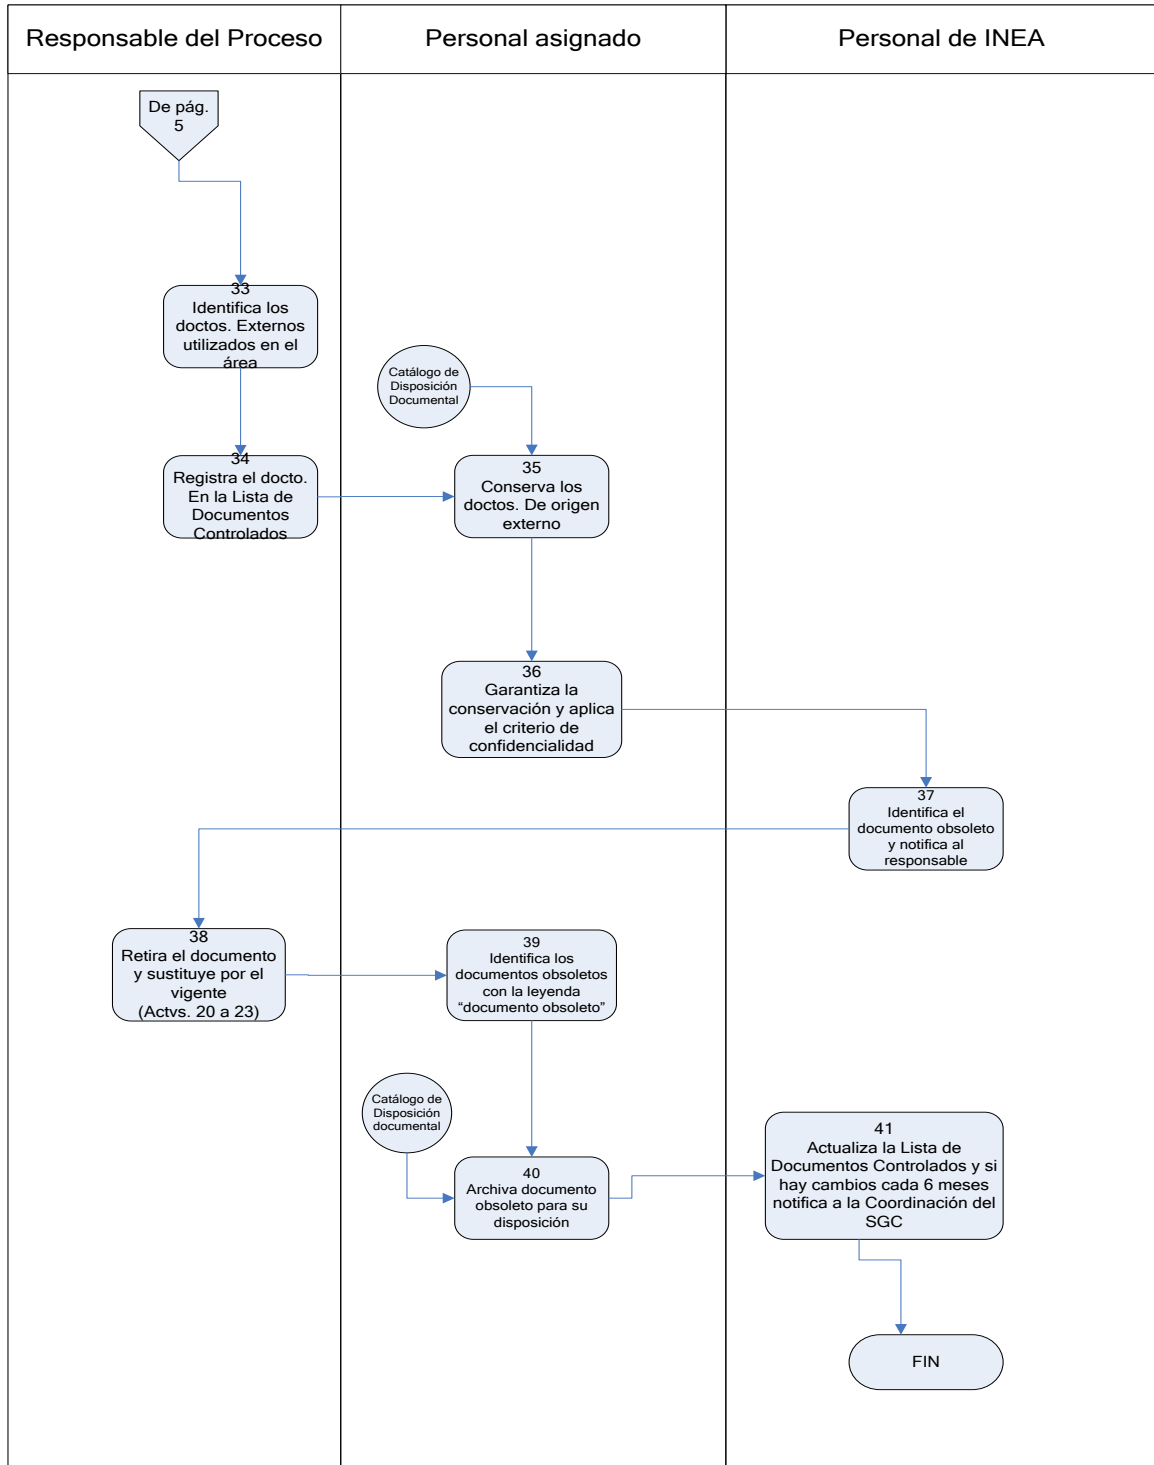 Responsable del Proceso
Personal asignado
Personal de INEA
De pág.
5
33
Identifica los
doctos. Externos
utilizados en el
área
Catálogo de
Disposición
Documental
34
Registra el docto.
En la Lista de
Documentos
Controlados
35
Conserva los
doctos. De origen
externo
36
Garantiza la
conservación y aplica
el criterio de
confidencialidad
37
Identifica el
documento obsoleto
y notifica al
responsable
38
Retira el documento
y sustituye por el
vigente
(Actvs. 20 a 23)
39
Identifica los
documentos obsoletos
con la leyenda
“documento obsoleto”
Catálogo de
Disposición
documental
40
Archiva documento
obsoleto para su
disposición
41
Actualiza la Lista de
Documentos Controlados y si
hay cambios cada 6 meses
notifica a la Coordinación del
SGC
FIN